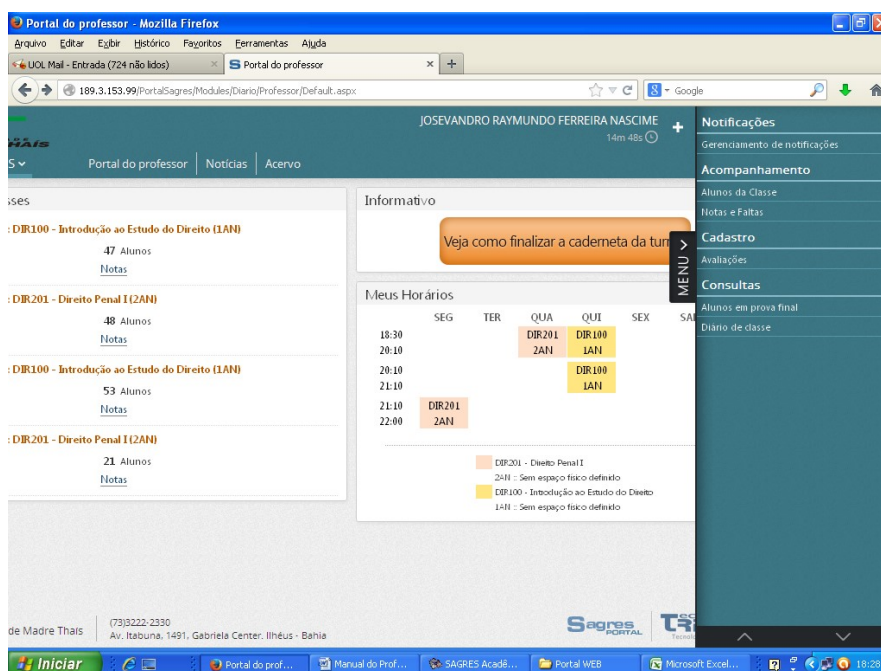 Portal do professor - Mozilla Firefox
Arquivo Editar Exibir Histórico Favoritos Ferramentas Ajuda
UOL Mail - Entrada (724 não lidos) × S Portal do professor × +
189.3.153.99/PortalSagres/Modules/Diario/Professor/Default.aspx Google
JOSEVANDRO RAYMUNDO FERREIRA NASCIME +
14m 48s
THAÍS
S Portal do professor Notícias Acervo
Notificações
Gerenciamento de notificações
Acompanhamento
Alunos da Classe
Notas e Faltas
Cadastro
Avaliações
Consultas
Alunos em prova final
Diário de classe
MENU
sses
: DIR100 - Introdução ao Estudo do Direito (1AN)
47 Alunos
Notas
: DIR201 - Direito Penal I (2AN)
48 Alunos
Notas
: DIR100 - Introdução ao Estudo do Direito (1AN)
53 Alunos
Notas
: DIR201 - Direito Penal I (2AN)
21 Alunos
Notas
Informativo
Veja como finalizar a caderneta da tur
Meus Horários
SEG TER QUA QUI SEX SA
18:30 DIR201 DIR100
20:10 2AN 1AN
20:10 DIR100
21:10 1AN
21:10 DIR201
22:00 2AN
DIR201 - Direito Penal I
2AN :: Sem espaço físico definido
DIR100 - Introdução ao Estudo do Direito
1AN :: Sem espaço físico definido
de Madre Thaís
(73)3222-2330
Av. Itabuna, 1491, Gabriela Center. Ilhéus - Bahia
Sagres
PORTAL
Iniciar Portal do prof... Manual do Prof... SAGRES Acadê... Portal WEB Microsoft Excel... 18:28